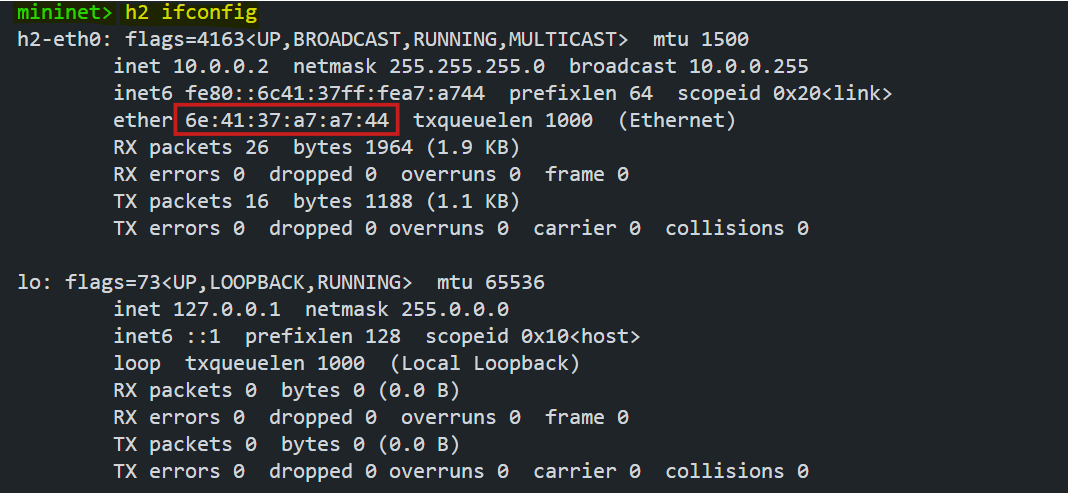 mininet> h2 ifconfig
h2-eth0: flags=4163<UP,BROADCAST,RUNNING,MULTICAST>  mtu 1500
        inet 10.0.0.2  netmask 255.255.255.0  broadcast 10.0.0.255
        inet6 fe80::6c41:37ff:fea7:a744  prefixlen 64  scopeid 0x20<link>
        ether 6e:41:37:a7:a7:44  txqueuelen 1000  (Ethernet)
        RX packets 26  bytes 1964 (1.9 KB)
        RX errors 0  dropped 0  overruns 0  frame 0
        TX packets 16  bytes 1188 (1.1 KB)
        TX errors 0  dropped 0 overruns 0  carrier 0  collisions 0

lo: flags=73<UP,LOOPBACK,RUNNING>  mtu 65536
        inet 127.0.0.1  netmask 255.0.0.0
        inet6 ::1  prefixlen 128  scopeid 0x10<host>
        loop  txqueuelen 1000  (Local Loopback)
        RX packets 0  bytes 0 (0.0 B)
        RX errors 0  dropped 0  overruns 0  frame 0
        TX packets 0  bytes 0 (0.0 B)
        TX errors 0  dropped 0 overruns 0  carrier 0  collisions 0